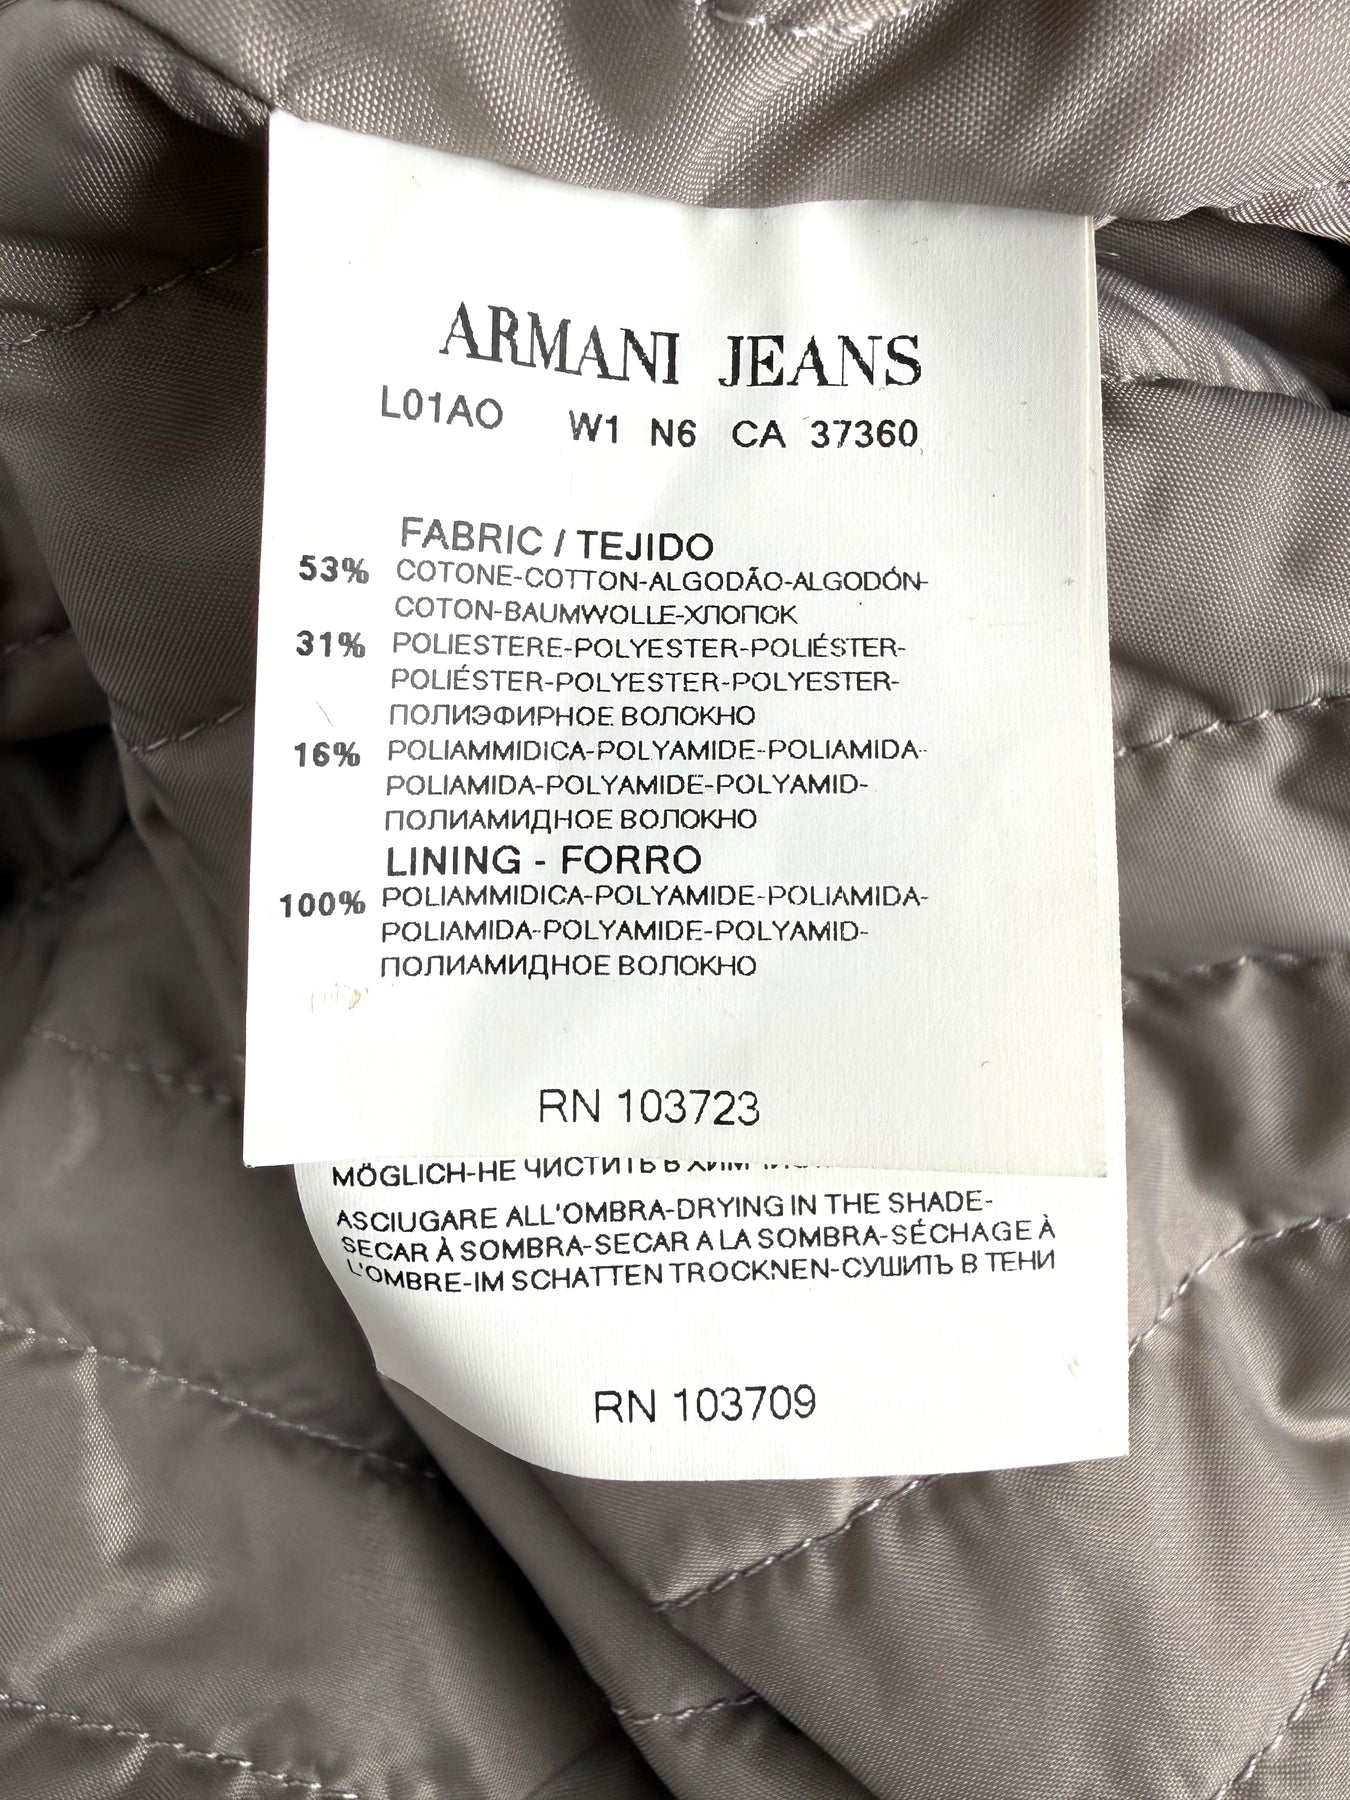 ARMANI JEANS
L01AO W1 N6 CA 37360
FABRIC / TEJIDO
53% COTONE-COTTON-ALGODÃO-ALGODÓN-
COTON-BAUMWOLLE-ХЛОПОК
31% POLIESTERE-POLYESTER-POLIÉSTER-
POLIÉSTER-POLYESTER-POLYESTER-
ПОЛИЭФИРНОЕ ВОЛОКНО
16% POLIAMMIDICA-POLYAMIDE-POLIAMIDA-
POLIAMIDA-POLYAMIDE-POLYAMID-
ПОЛИАМИДНОЕ ВОЛОКНО
LINING - FORRO
100% POLIAMMIDICA-POLYAMIDE-POLIAMIDA-
POLIAMIDA-POLYAMIDE-POLYAMID-
ПОЛИАМИДНОЕ ВОЛОКНО
RN 103723
MÖGLICH-НЕ ЧИСТИТЬ В
ASCIUGARE ALL'OMBRA-DRYING IN THE SHADE-
SECAR À SOMBRA-SECAR A LA SOMBRA-SÉCHAGE À
L'OMBRE-IM SCHATTEN TROCKNEN-СУШИТЬ В ТЕНИ
RN 103709